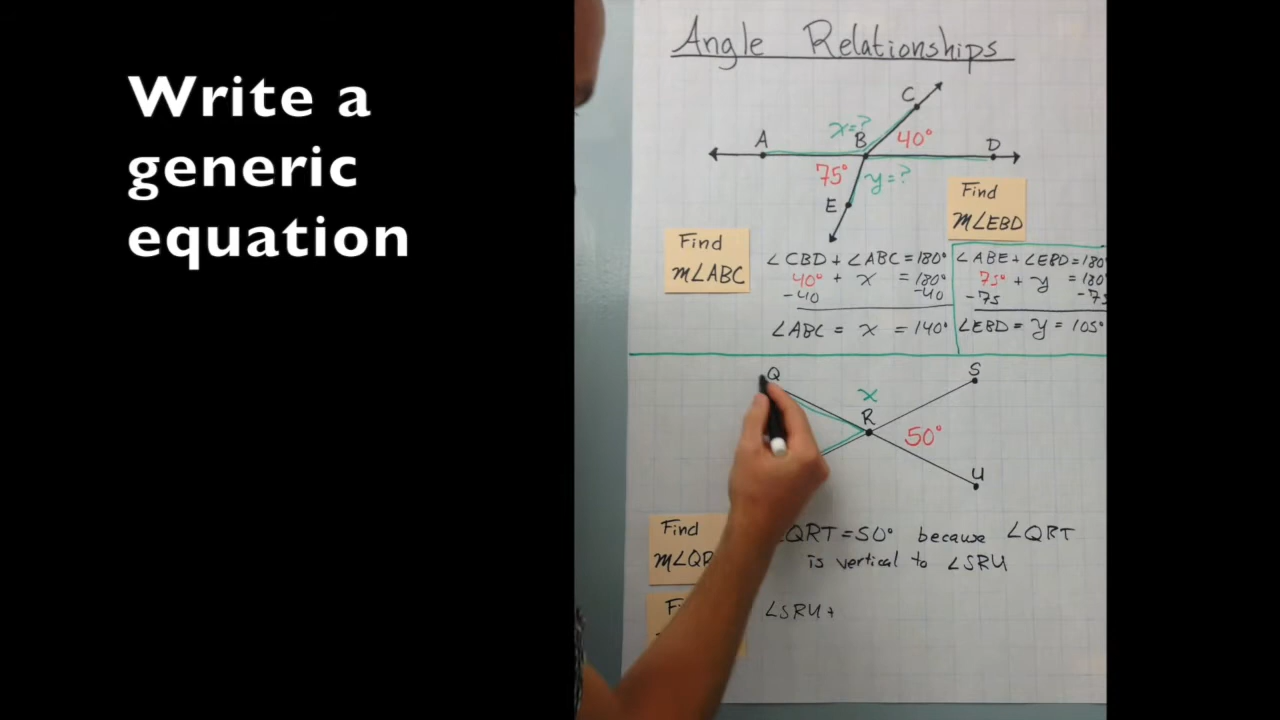 Write a
generic
equation
Angle Relationships
C
x=?
A
B
40°
D
75°
y=?
E
Find
m∠EBD
Find
m∠ABC
∠CBD + ∠ABC = 180°
40° + x = 180°
-40 -40
∠ABC = x = 140°
∠ABE + ∠EBD = 180°
75° + y = 180°
-75 -75
∠EBD = y = 105°
Q
x
S
R
50°
U
Find
m∠QR
QRT = 50° because ∠QRT
is vertical to ∠SRU
∠SRU +